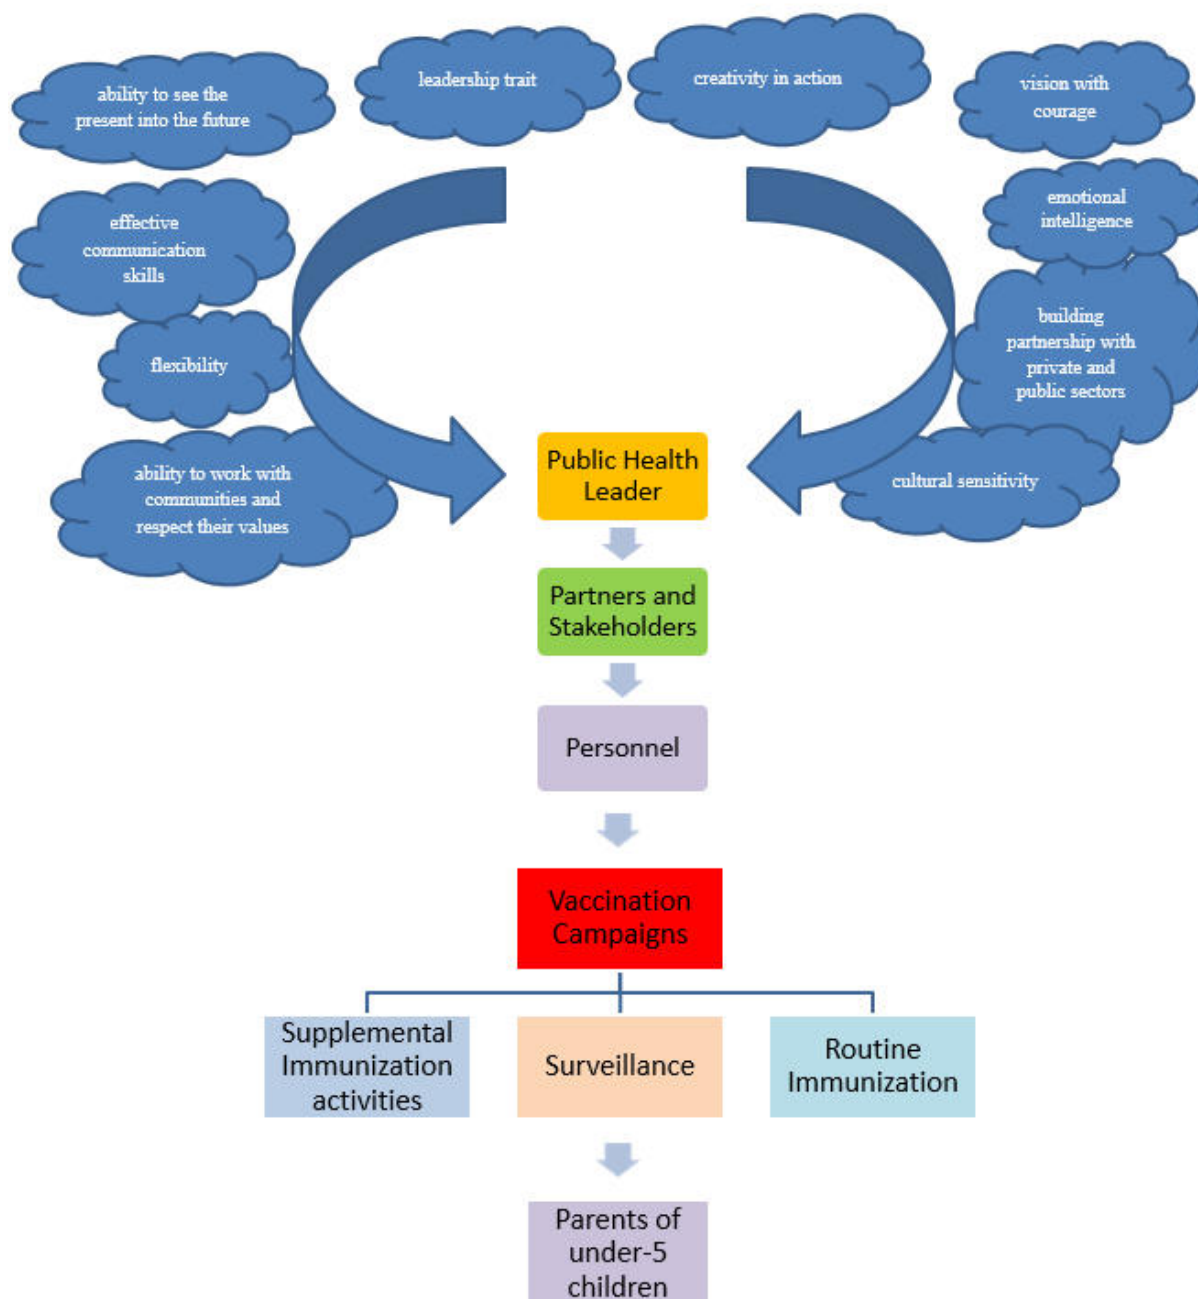 leadership trait
creativity in action
ability to see the
present into the future
vision with
courage
effective
communication
skills
emotional
intelligence
flexibility
building
partnership with
private and
public sectors
ability to work with
communities and
respect their values
cultural sensitivity
Public Health
Leader
Partners and
Stakeholders
Personnel
Vaccination
Campaigns
Supplemental
Immunization
activities
Surveillance
Routine
Immunization
Parents of
under-5
children